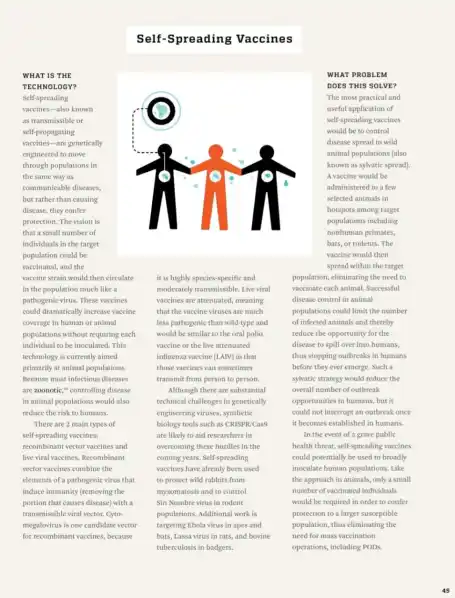 Self-Spreading Vaccines
WHAT IS THE
TECHNOLOGY?
Self-spreading
vaccines—also known
as transmissible or
self-propagating
vaccines—are genetically
engineered to move
through populations in
the same way as
communicable diseases,
but rather than causing
disease, they confer
protection. The vision is
that a small number of
individuals in the target
population could be
vaccinated, and the
vaccine strain would then circulate
in the population much like a
pathogenic virus. These vaccines
could dramatically increase vaccine
coverage in human or animal
populations without requiring each
individual to be inoculated. This
technology is currently aimed
primarily at animal populations.
Because most infectious diseases
are zoonotic, controlling disease
in animal populations would also
reduce the risk to humans.
There are 2 main types of
self-spreading vaccines:
recombinant vector vaccines and
live viral vaccines. Recombinant
vector vaccines combine the
elements of a pathogenic virus that
induce immunity (removing the
portion that causes disease) with a
transmissible viral vector. Cyto-
megalovirus is one candidate vector
for recombinant vaccines, because
it is highly species-specific and
moderately transmissible. Live viral
vaccines are attenuated, meaning
that the vaccine viruses are much
less pathogenic than wild-type and
would be similar to the oral polio
vaccine or the live attenuated
influenza vaccine (LAIV) in that
those vaccines can sometimes
transmit from person to person.
Although there are substantial
technical challenges in genetically
engineering viruses, synthetic
biology tools such as CRISPR/Cas9
are likely to aid researchers in
overcoming these hurdles in the
coming years. Self-spreading
vaccines have already been used
to protect wild rabbits from
myxomatosis and to control
Sin Nombre virus in rodent
populations. Additional work is
targeting Ebola virus in apes and
bats, Lassa virus in rats, and bovine
tuberculosis in badgers.
WHAT PROBLEM
DOES THIS SOLVE?
The most practical and
useful application of
self-spreading vaccines
would be to control
disease spread in wild
animal populations (also
known as sylvatic spread).
A vaccine would be
administered to a few
selected animals in
hotspots among target
populations including
nonhuman primates,
bats, or rodents. The
vaccine would then
spread within the target
population, eliminating the need to
vaccinate each animal. Successful
disease control in animal
populations could limit the number
of infected animals and thereby
reduce the opportunity for the
disease to spill over into humans,
thus stopping outbreaks in humans
before they ever emerge. Such a
sylvatic strategy would reduce the
overall number of outbreak
opportunities in humans, but it
could not interrupt an outbreak once
it becomes established in humans.
In the event of a grave public
health threat, self-spreading vaccines
could potentially be used to broadly
inoculate human populations. Like
the approach in animals, only a small
number of vaccinated individuals
would be required in order to confer
protection to a larger susceptible
population, thus eliminating the
need for mass vaccination
operations, including PODs.
45